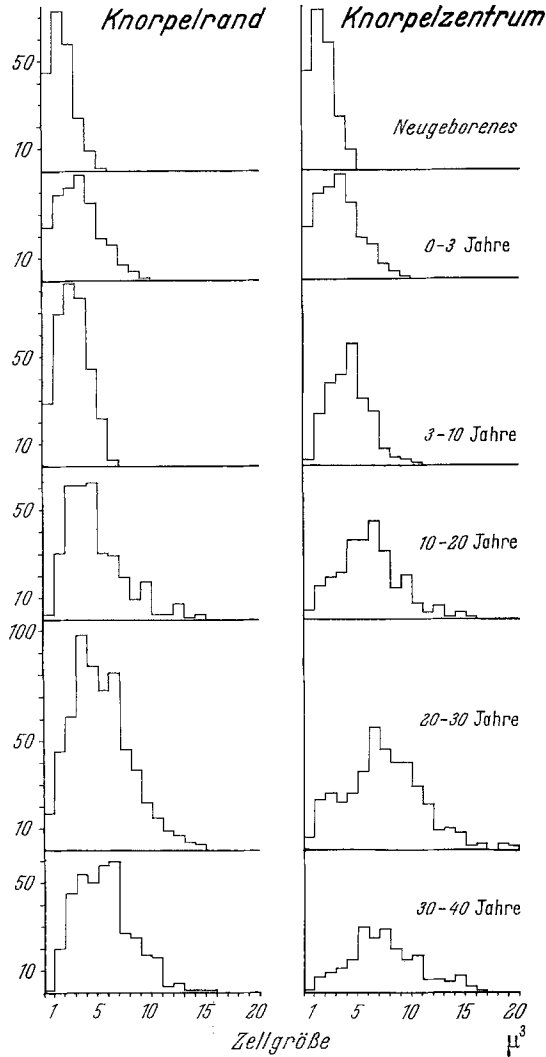 Knorpelrand Knorpelzentrum
50
10
Neugeborenes
10
0-3 Jahre
50
10
3-10 Jahre
50
10
10-20 Jahre
100
50
10
20-30 Jahre
50
10
30-40 Jahre
1 5 10 15 20 1 5 10 15 20
Zellgröße μ³